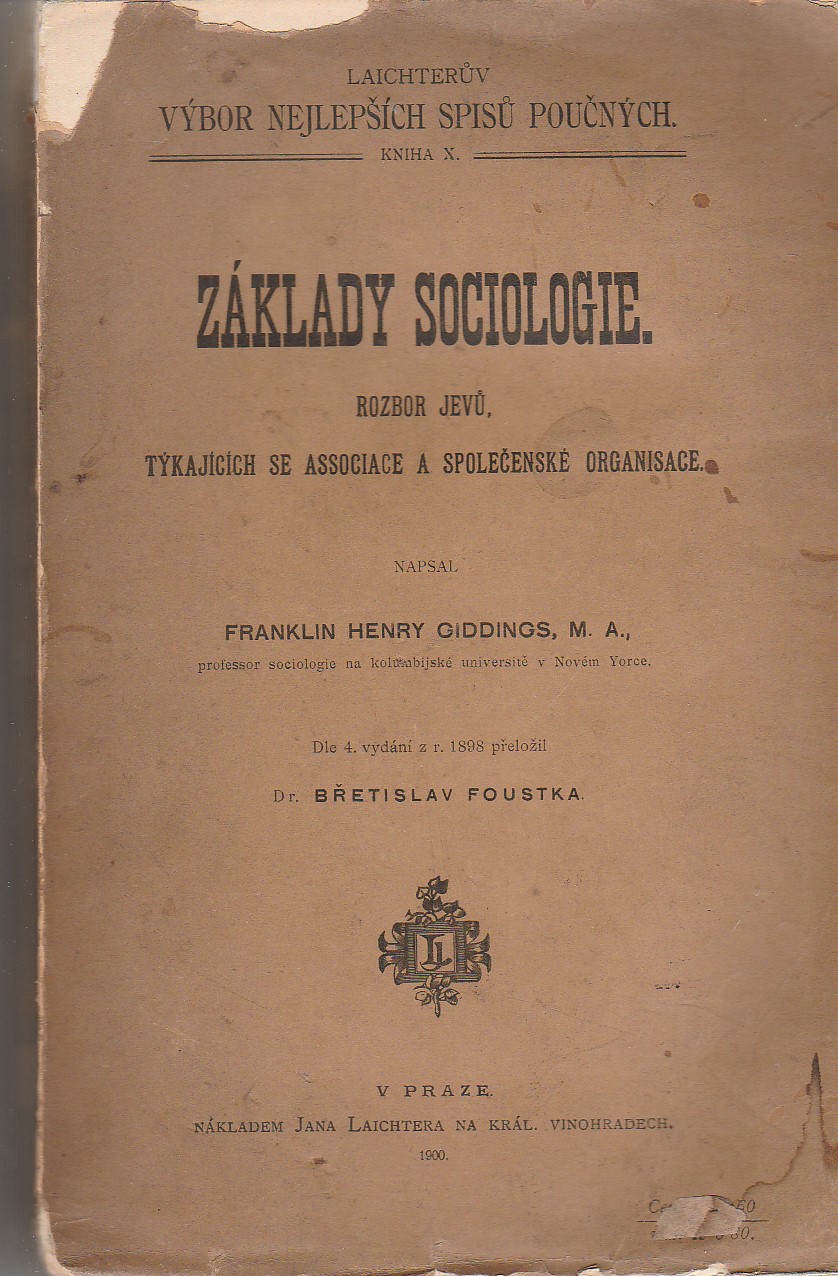 LAICHTERŮV
VÝBOR NEJLEPŠÍCH SPISŮ POUČNÝCH.
KNIHA X.
ZÁKLADY SOCIOLOGIE.
ROZBOR JEVŮ,
TÝKAJÍCÍCH SE ASSOCIACE A SPOLEČENSKÉ ORGANISACE.
NAPSAL
FRANKLIN HENRY GIDDINGS, M. A.,
professor sociologie na kolumbijské universitě v Novém Yorce.
Dle 4. vydání z r. 1898 přeložil
Dr. BŘETISLAV FOUSTKA.
V PRAZE.
NÁKLADEM JANA LAICHTERA NA KRÁL. VINOHRADECH.
1900.